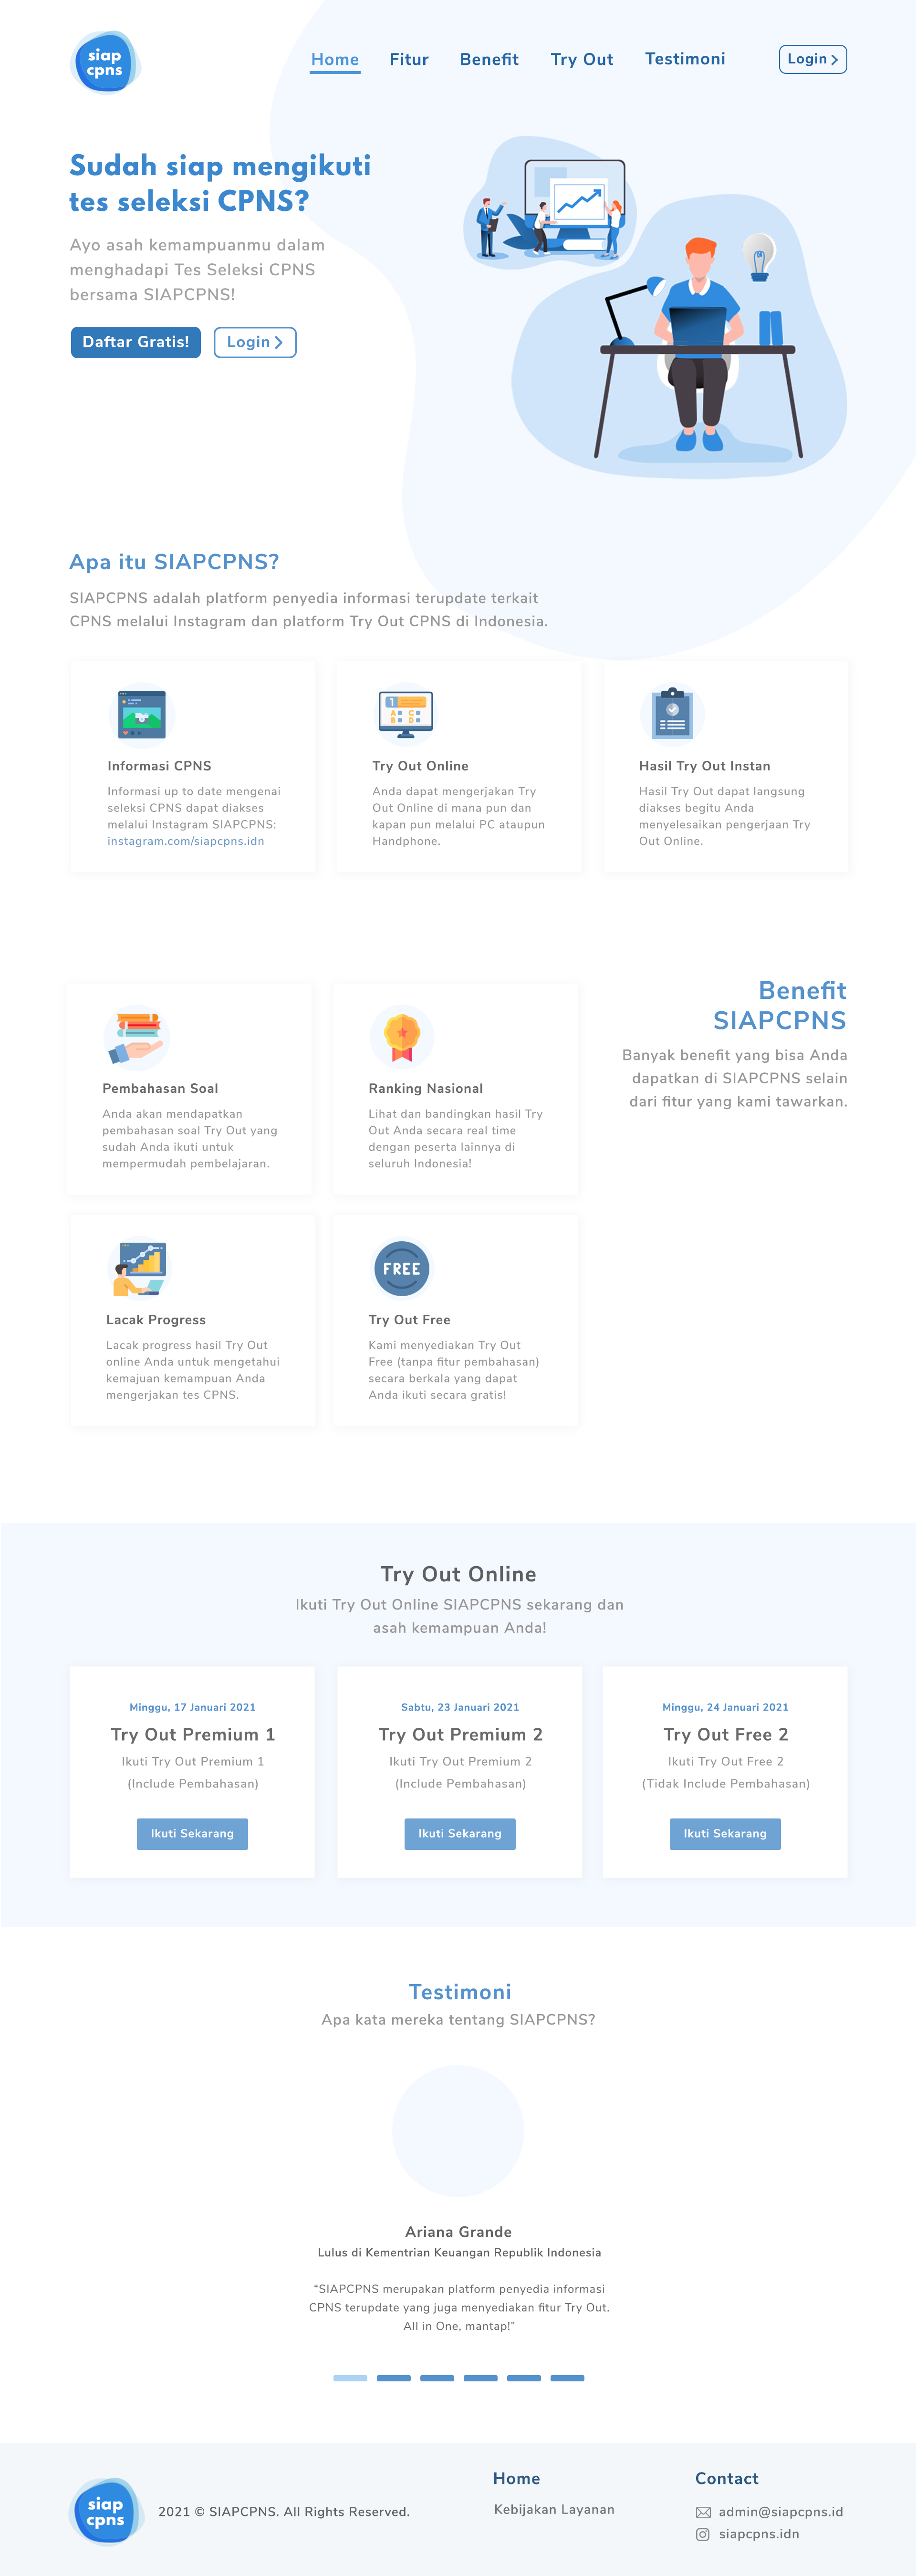 siap
cpns
Home
Fitur
Benefit
Try Out
Testimoni
Login
Sudah siap mengikuti
tes seleksi CPNS?
Ayo asah kemampuanmu dalam
menghadapi Tes Seleksi CPNS
bersama SIAPCPNS!
Daftar Gratis!
Login
Apa itu SIAPCPNS?
SIAPCPNS adalah platform penyedia informasi terupdate terkait
CPNS melalui Instagram dan platform Try Out CPNS di Indonesia.
1
A
C
B
D
Informasi CPNS
Informasi up to date mengenai
seleksi CPNS dapat diakses
melalui Instagram SIAPCPNS:
instagram.com/siapcpns.idn
Try Out Online
Anda dapat mengerjakan Try
Out Online di mana pun dan
kapan pun melalui PC ataupun
Handphone.
Hasil Try Out Instan
Hasil Try Out dapat langsung
diakses begitu Anda
menyelesaikan pengerjaan Try
Out Online.
Benefit
SIAPCPNS
Banyak benefit yang bisa Anda
dapatkan di SIAPCPNS selain
dari fitur yang kami tawarkan.
Pembahasan Soal
Anda akan mendapatkan
pembahasan soal Try Out yang
sudah Anda ikuti untuk
mempermudah pembelajaran.
Ranking Nasional
Lihat dan bandingkan hasil Try
Out Anda secara real time
dengan peserta lainnya di
seluruh Indonesia!
Lacak Progress
Lacak progress hasil Try Out
online Anda untuk mengetahui
kemajuan kemampuan Anda
mengerjakan tes CPNS.
FREE
Try Out Free
Kami menyediakan Try Out
Free (tanpa fitur pembahasan)
secara berkala yang dapat
Anda ikuti secara gratis!
Try Out Online
Ikuti Try Out Online SIAPCPNS sekarang dan
asah kemampuan Anda!
Minggu, 17 Januari 2021
Try Out Premium 1
Ikuti Try Out Premium 1
(Include Pembahasan)
Ikuti Sekarang
Sabtu, 23 Januari 2021
Try Out Premium 2
Ikuti Try Out Premium 2
(Include Pembahasan)
Ikuti Sekarang
Minggu, 24 Januari 2021
Try Out Free 2
Ikuti Try Out Free 2
(Tidak Include Pembahasan)
Ikuti Sekarang
Testimoni
Apa kata mereka tentang SIAPCPNS?
Ariana Grande
Lulus di Kementrian Keuangan Republik Indonesia
“SIAPCPNS merupakan platform penyedia informasi
CPNS terupdate yang juga menyediakan fitur Try Out.
All in One, mantap!”
siap
cpns
2021 © SIAPCPNS. All Rights Reserved.
Home
Kebijakan Layanan
Contact
admin@siapcpns.id
siapcpns.idn